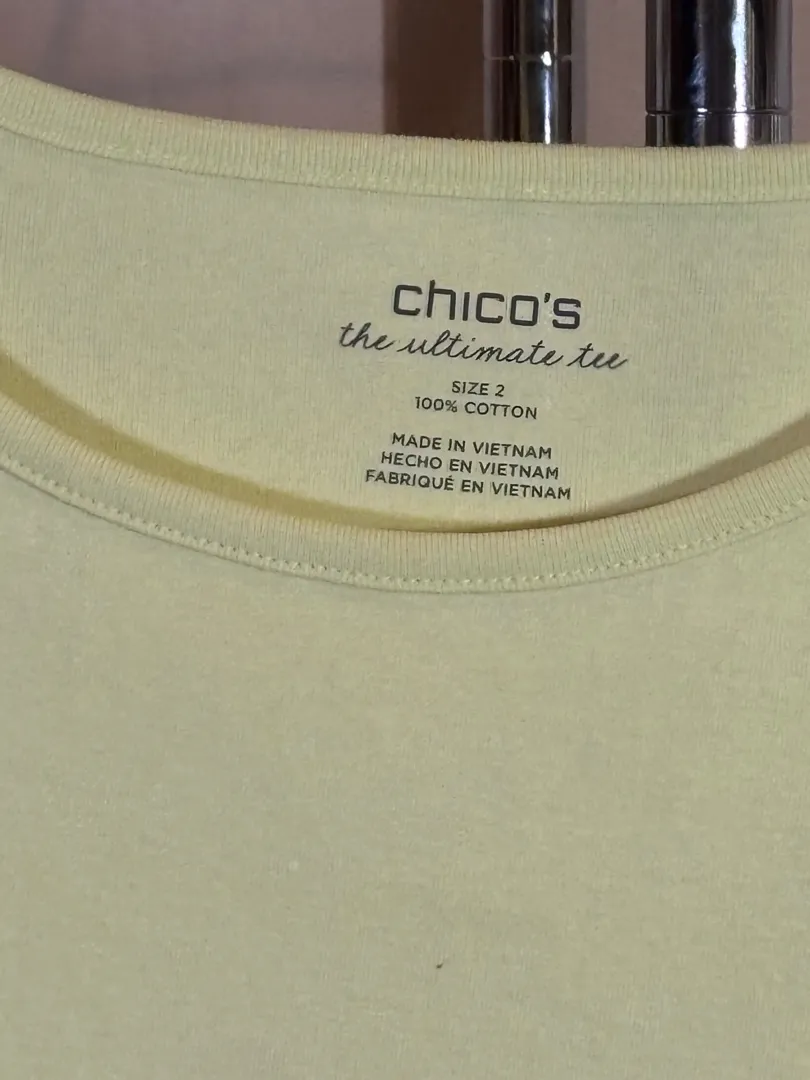 chico's
the ultimate tee
SIZE 2
100% COTTON
MADE IN VIETNAM
HECHO EN VIETNAM
FABRIQUÉ EN VIETNAM